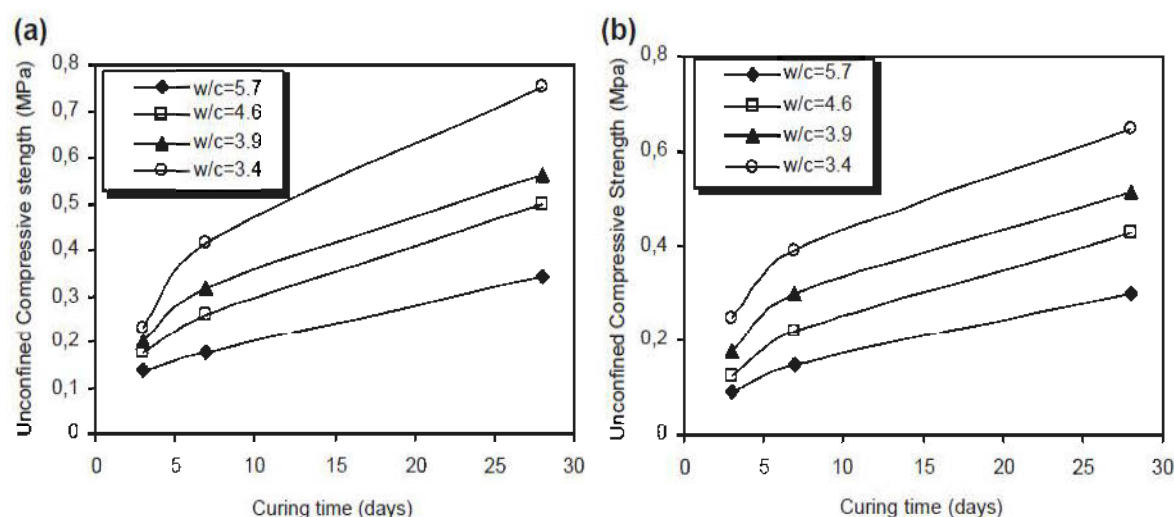 (a)
Unconfined Compressive stength (MPa)
0,8
0,7
0,6
0,5
0,4
0,3
0,2
0,1
0
w/c=5.7
w/c=4.6
w/c=3.9
w/c=3.4
0 5 10 15 20 25 30
Curing time (days)
(b)
Unconfined Compressive Strength (Mpa)
0,8
0,6
0,4
0,2
0
w/c=5.7
w/c=4.6
w/c=3.9
w/c=3.4
0 5 10 15 20 25 30
Curing time (days)